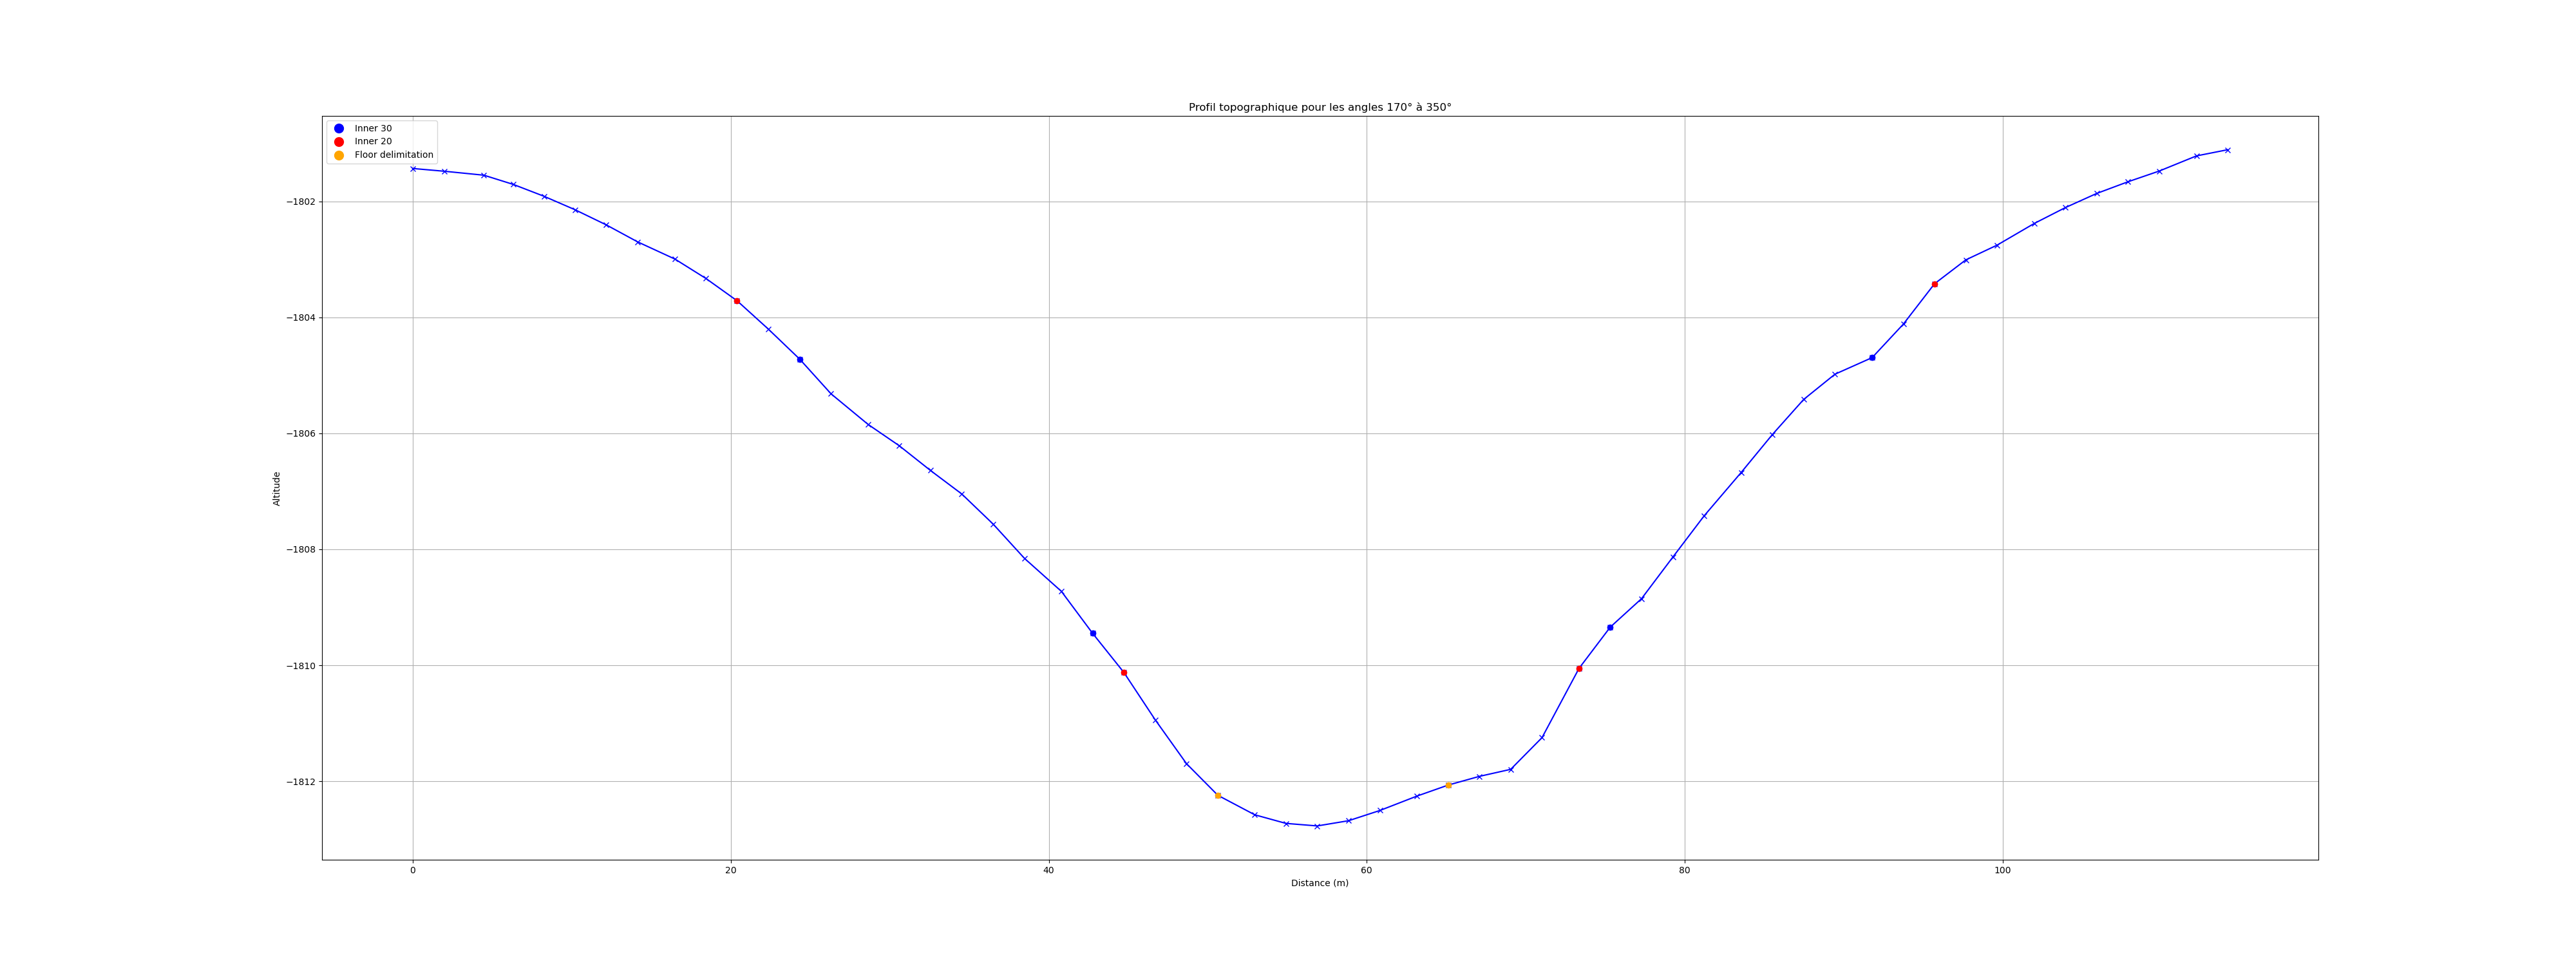 Profil topographique pour les angles 170° à 350°
Inner 30
Inner 20
Floor delimitation
Altitude
−1802
−1804
−1806
−1808
−1810
−1812
0 20 40 60 80 100
Distance (m)